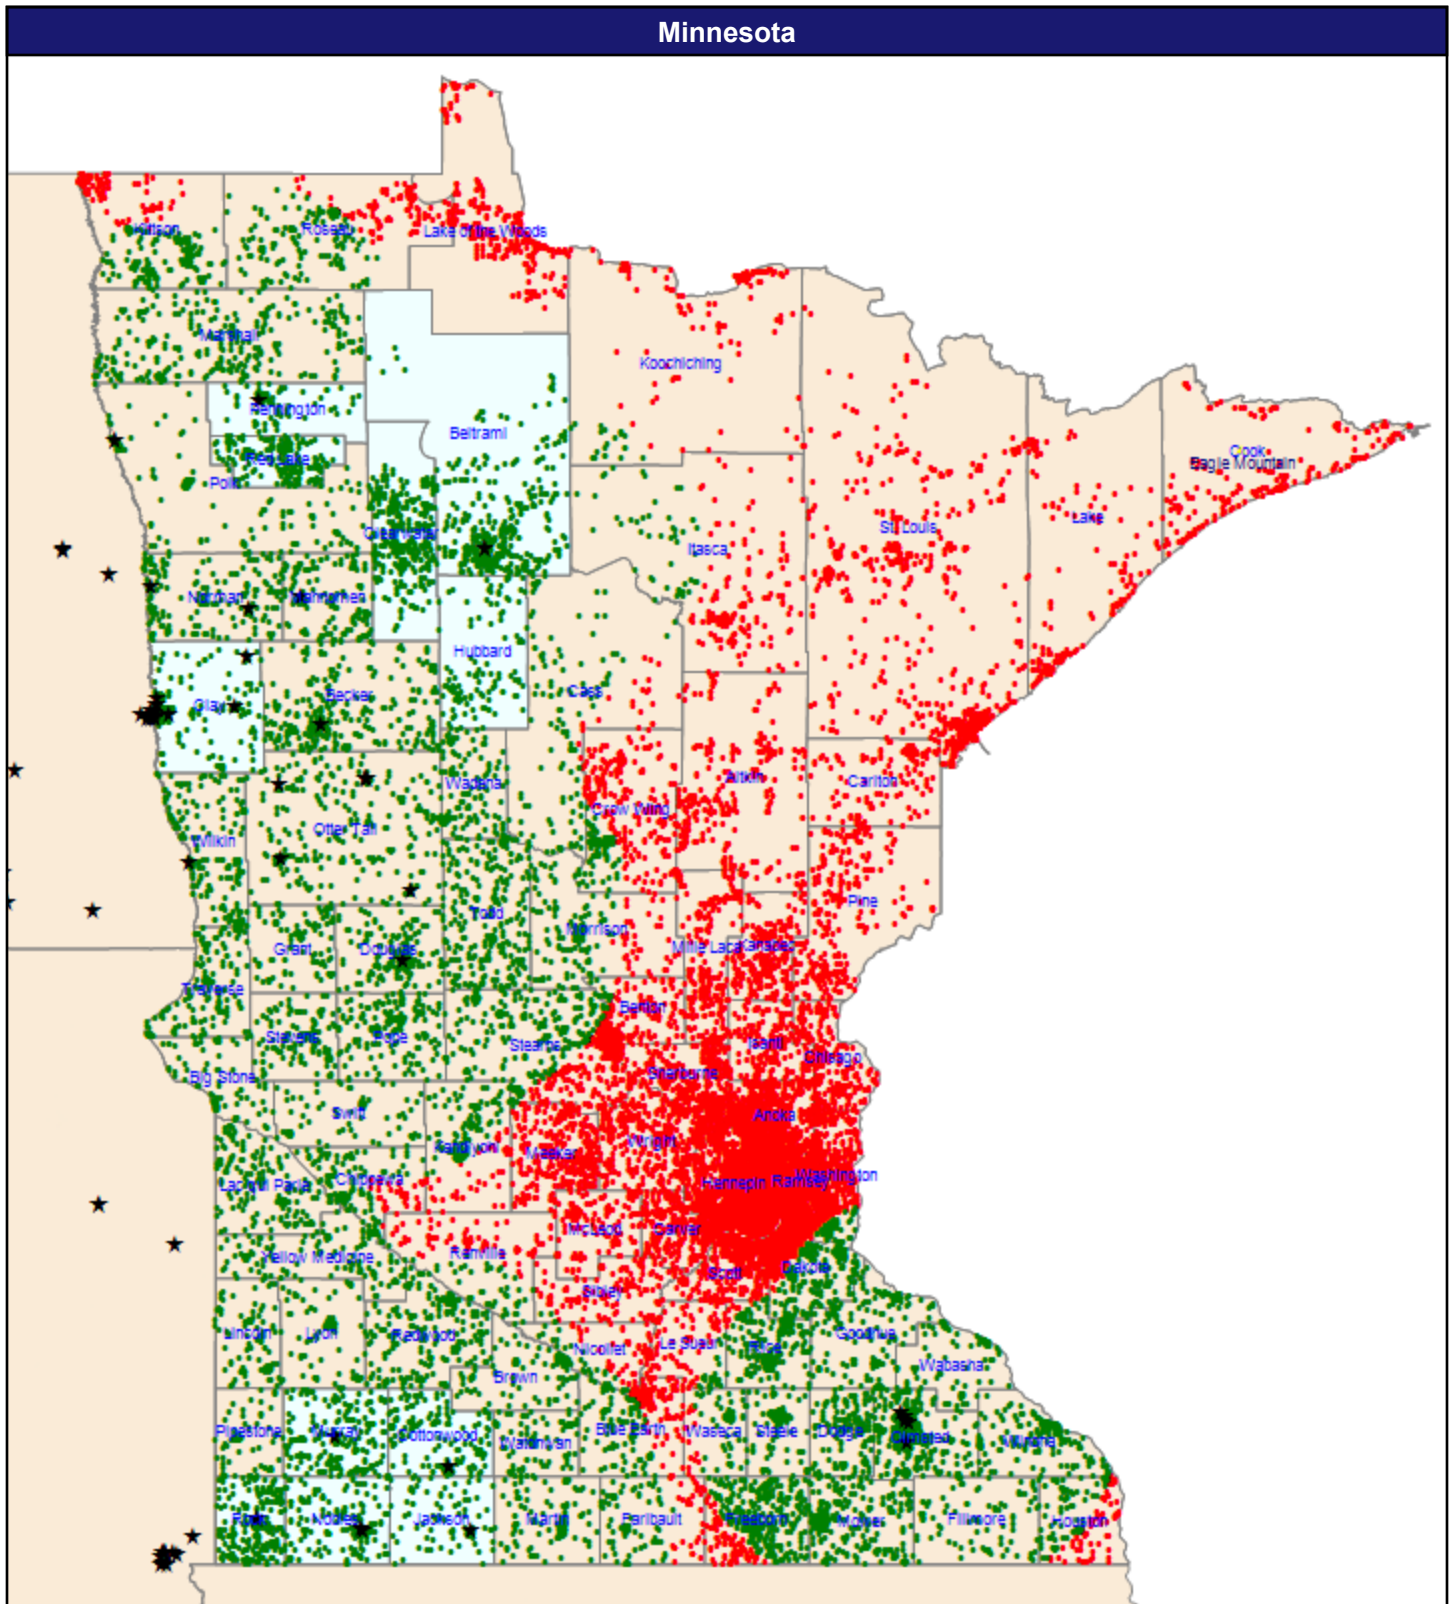 Minnesota
Kittson
Roseau
Lake of the Woods
Marshall
Koochiching
Pennington
Beltrami
Cook
Red Lake
Eagle Mountain
Polk
Lake
St. Louis
Clearwater
Itasca
Norman
Mahnomen
Hubbard
Clay
Becker
Cass
Wadena
Aitkin
Carlton
Crow Wing
Otter Tail
Wilkin
Pine
Todd
Morrison
Grant
Douglas
Mille Lacs
Kanabec
Traverse
Benton
Stevens
Pope
Stearns
Isanti
Chisago
Big Stone
Sherburne
Swift
Anoka
Kandiyohi
Meeker
Wright
Lac qui Parle
Chippewa
Hennepin
Ramsey
Washington
McLeod
Carver
Yellow Medicine
Renville
Scott
Dakota
Sibley
Lincoln
Lyon
Redwood
Nicollet
Le Sueur
Rice
Goodhue
Wabasha
Brown
Pipestone
Murray
Cottonwood
Watonwan
Blue Earth
Waseca
Steele
Dodge
Olmsted
Winona
Rock
Nobles
Jackson
Martin
Faribault
Freeborn
Mower
Fillmore
Houston